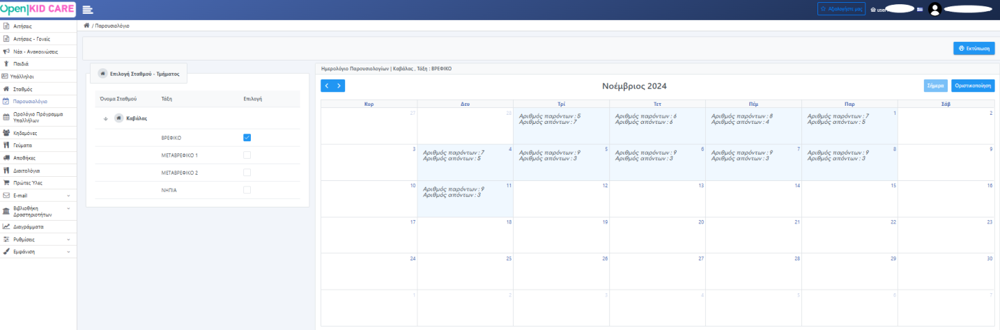 Open KID CARE
Αξιολογήστε μας
user
Αιτήσεις
Αιτήσεις - Γονείς
Νέα - Ανακοινώσεις
Παιδιά
Υπάλληλοι
Σταθμός
Παρουσιολόγιο
Ωρολόγιο Πρόγραμμα
Υπαλλήλων
Κηδεμόνες
Γεύματα
Αποθήκες
Διαιτολόγια
Πρώτες Ύλες
E-mail
Βιβλιοθήκη
Δραστηριοτήτων
Διαγράμματα
Ρυθμίσεις
Εμφάνιση
/ Παρουσιολόγιο
Εκτύπωση
Επιλογή Σταθμού - Τμήματος
Όνομα Σταθμού Τάξη Επιλογή
Καβάλας
ΒΡΕΦΙΚΟ
ΜΕΤΑΒΡΕΦΙΚΟ 1
ΜΕΤΑΒΡΕΦΙΚΟ 2
ΝΗΠΙΑ
Ημερολόγιο Παρουσιολογίων | Καβάλας , Τάξη : ΒΡΕΦΙΚΟ
Νοέμβριος 2024
Σήμερα Οριστικοποίηση
Κυρ Δευ Τρί Τετ Πέμ Παρ Σάβ
27 28 1 2
Αριθμός παρόντων : 5 Αριθμός παρόντων : 6 Αριθμός παρόντων : 8 Αριθμός παρόντων : 7
Αριθμός απόντων : 7 Αριθμός απόντων : 6 Αριθμός απόντων : 4 Αριθμός απόντων : 5
3 4 5 6 7 8 9
Αριθμός παρόντων : 7 Αριθμός παρόντων : 9 Αριθμός παρόντων : 9 Αριθμός παρόντων : 9 Αριθμός παρόντων : 9
Αριθμός απόντων : 5 Αριθμός απόντων : 3 Αριθμός απόντων : 3 Αριθμός απόντων : 3 Αριθμός απόντων : 3
10 11 12 13 14 15 16
Αριθμός παρόντων : 9
Αριθμός απόντων : 3
17 18 19 20 21 22 23
24 25 26 27 28 29 30
1 2 3 4 5 6 7